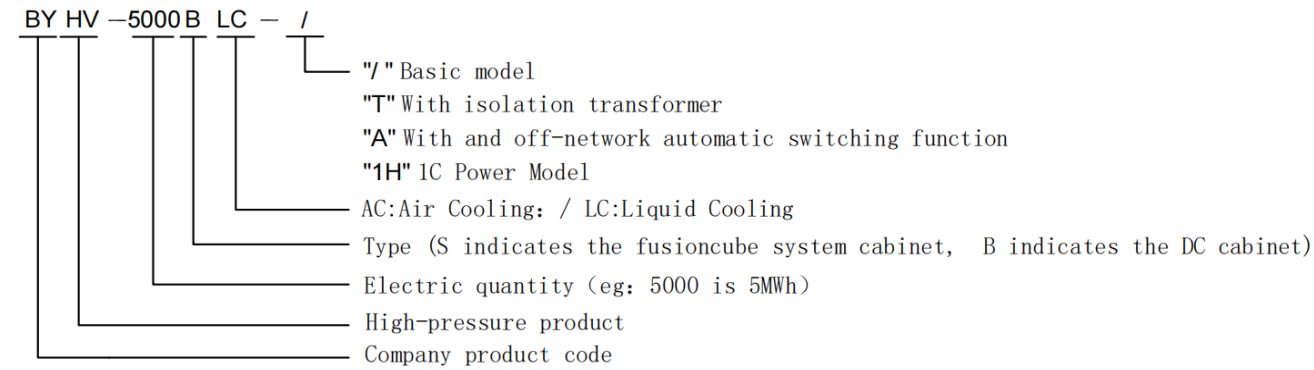 BY HV —5000 B LC — /
"/ " Basic model
"T" With isolation transformer
"A" With and off-network automatic switching function
"1H" 1C Power Model
AC:Air Cooling: / LC:Liquid Cooling
Type (S indicates the fusioncube system cabinet, B indicates the DC cabinet)
Electric quantity (eg: 5000 is 5MWh)
High-pressure product
Company product code